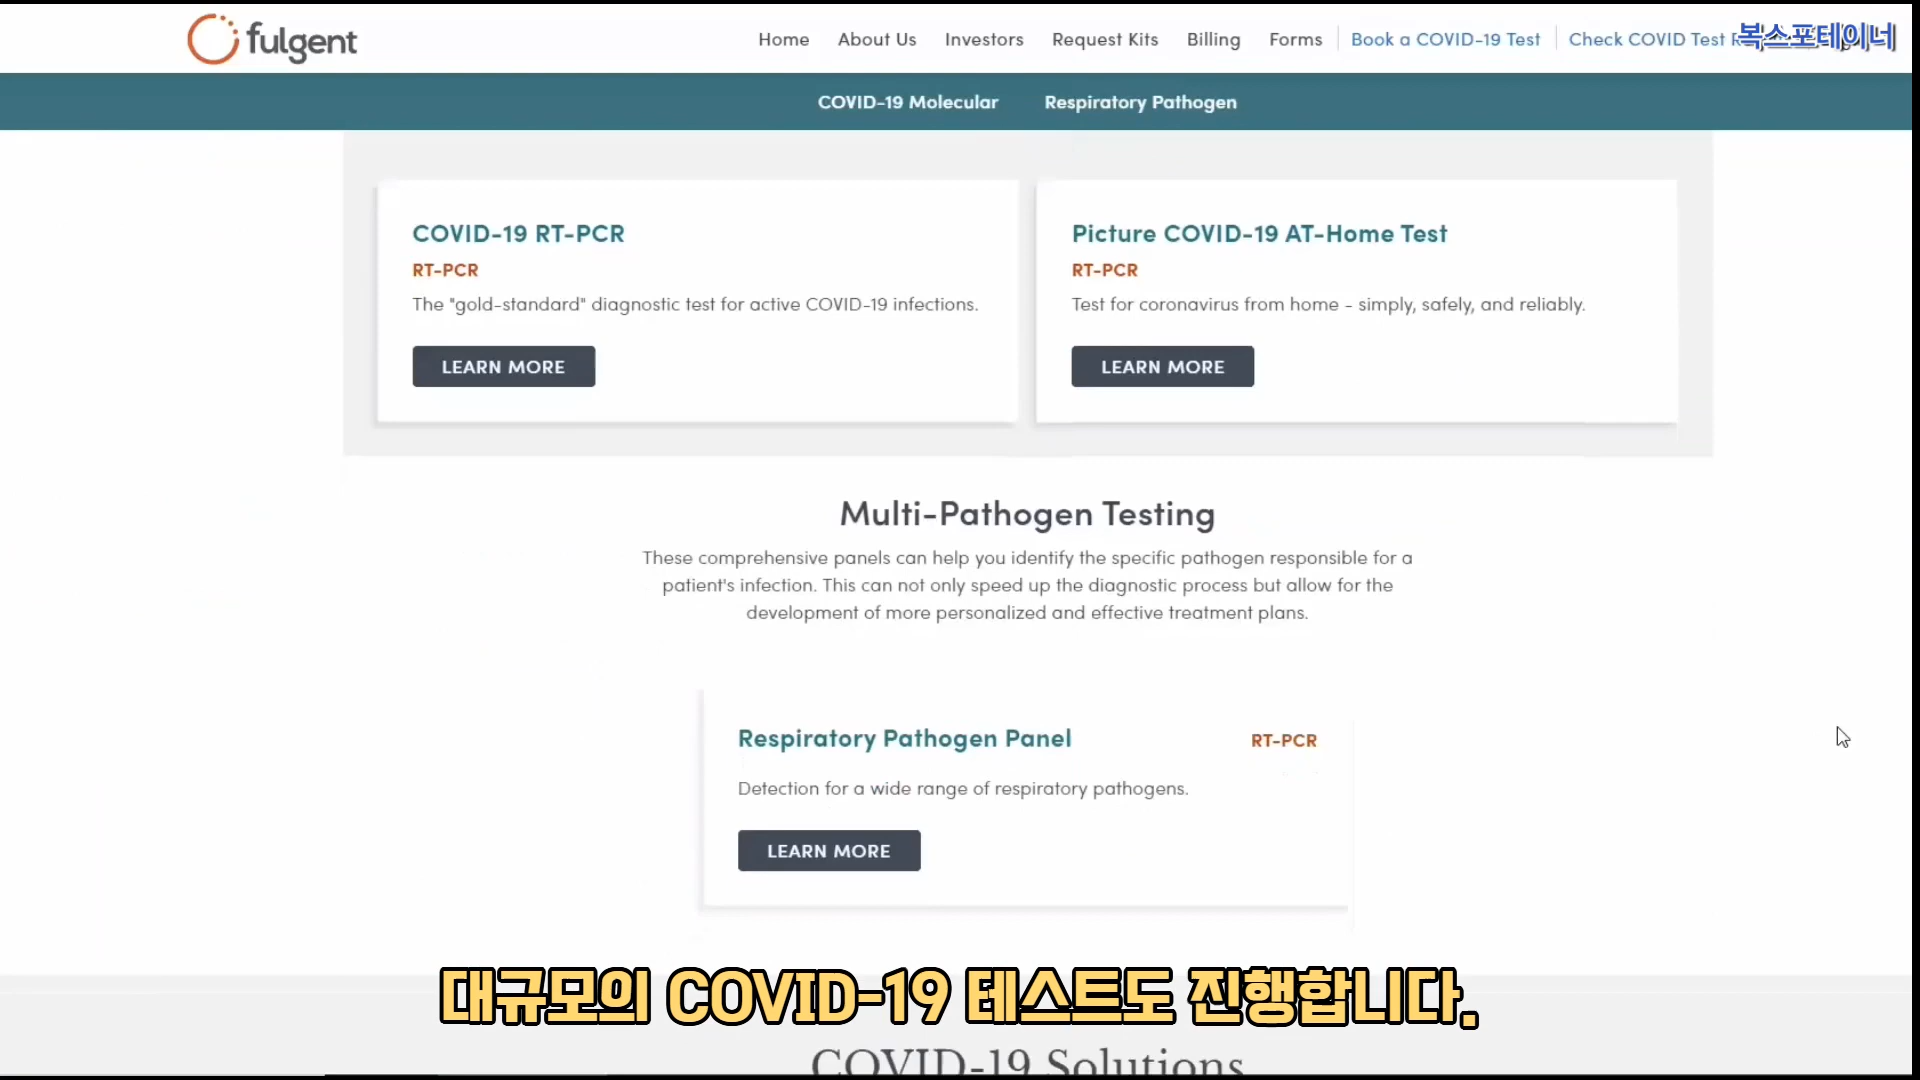 fulgent
Home About Us Investors Request Kits Billing Forms Book a COVID-19 Test Check COVID Test
복스포테이너
COVID-19 Molecular Respiratory Pathogen
COVID-19 RT-PCR
RT-PCR
The "gold-standard" diagnostic test for active COVID-19 infections.
LEARN MORE
Picture COVID-19 AT-Home Test
RT-PCR
Test for coronavirus from home - simply, safely, and reliably.
LEARN MORE
Multi-Pathogen Testing
These comprehensive panels can help you identify the specific pathogen responsible for a
patient's infection. This can not only speed up the diagnostic process but allow for the
development of more personalized and effective treatment plans.
Respiratory Pathogen Panel RT-PCR
Detection for a wide range of respiratory pathogens.
LEARN MORE
대규모의 COVID-19 테스트도 진행합니다.
COVID-19 Solutions